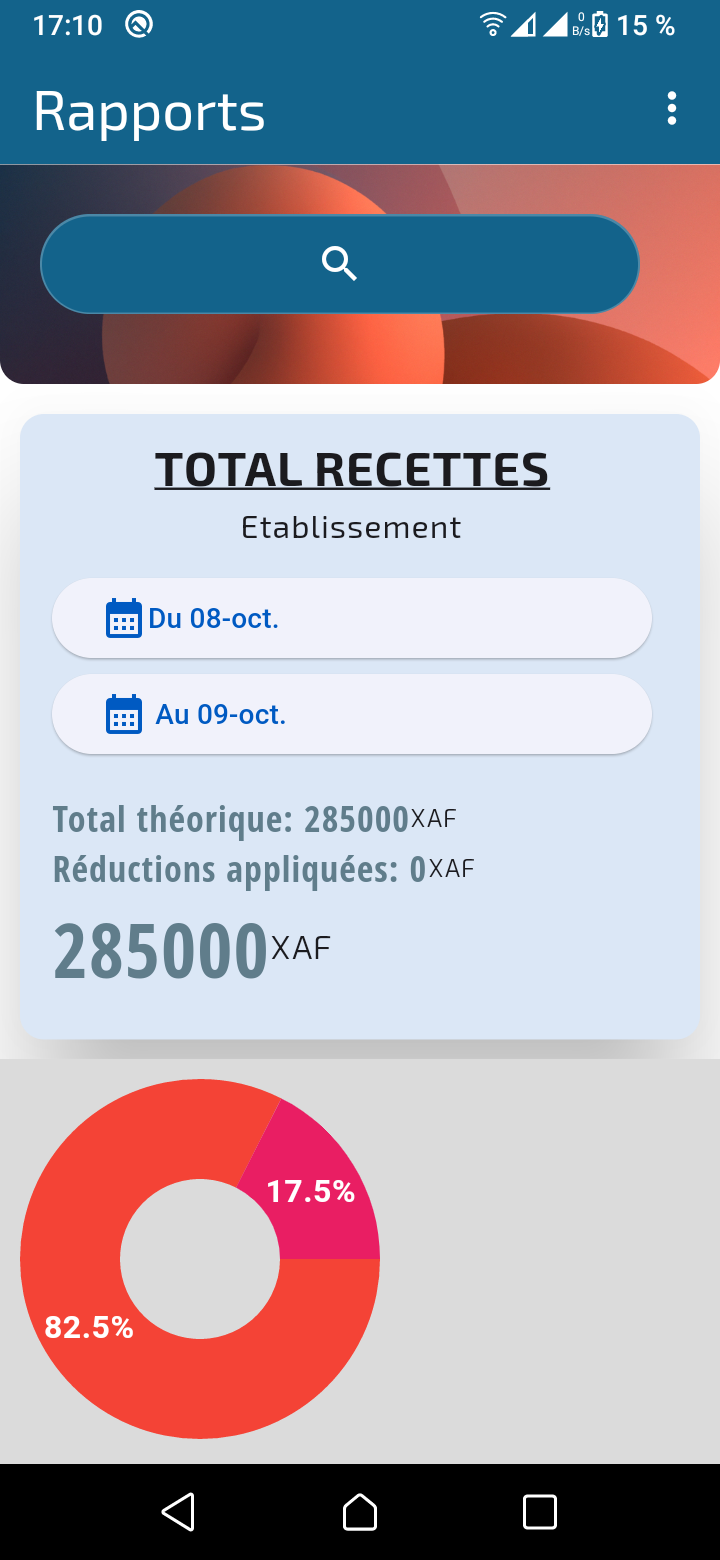 17:10 0 B/s 15 %
Rapports
TOTAL RECETTES
Etablissement
Du 08-oct.
Au 09-oct.
Total théorique: 285000XAF
Réductions appliquées: 0XAF
285000XAF
17.5%
82.5%